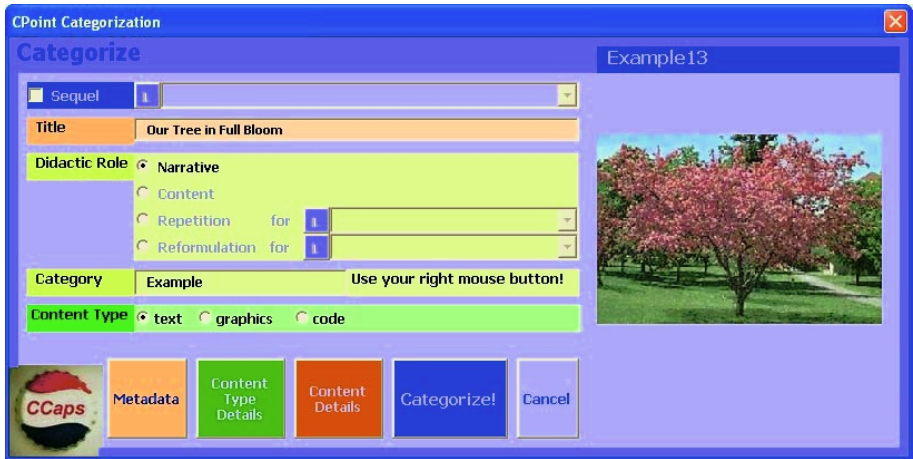 CPoint Categorization
Categorize
Example13
Sequel
Title Our Tree in Full Bloom
Didactic Role Narrative
Content
Repetition for
Reformulation for
Category Example Use your right mouse button!
Content Type text graphics code
CCaps Metadata Content Type Details Content Details Categorize! Cancel